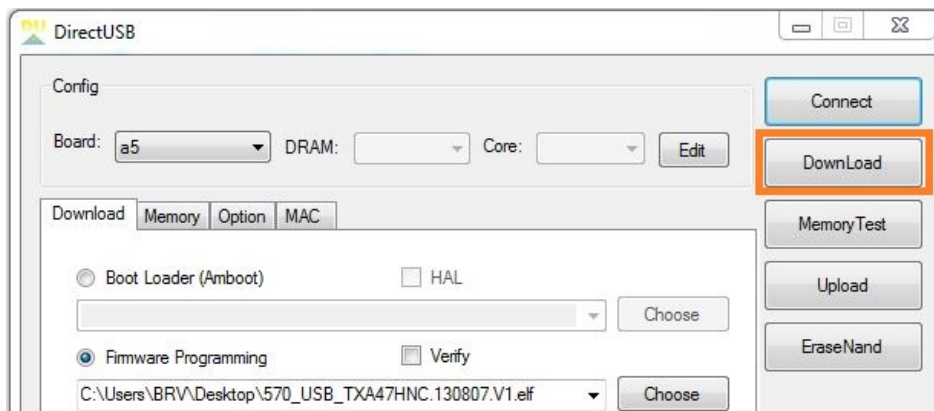 DirectUSB
Config
Board: a5 DRAM: Core: Edit
Connect
DownLoad
MemoryTest
Upload
EraseNand
Download Memory Option MAC
Boot Loader (Amboot) HAL
Choose
Firmware Programming Verify
C:\Users\BRV\Desktop\570_USB_TXA47HNC.130807.V1.elf Choose